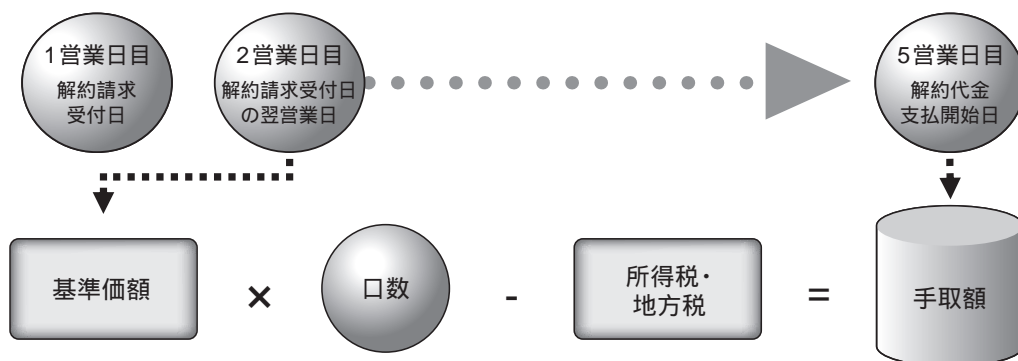 1営業日目
解約請求
受付日
2営業日目
解約請求受付日
の翌営業日
5営業日目
解約代金
支払開始日
基準価額
×
口数
-
所得税・
地方税
=
手取額